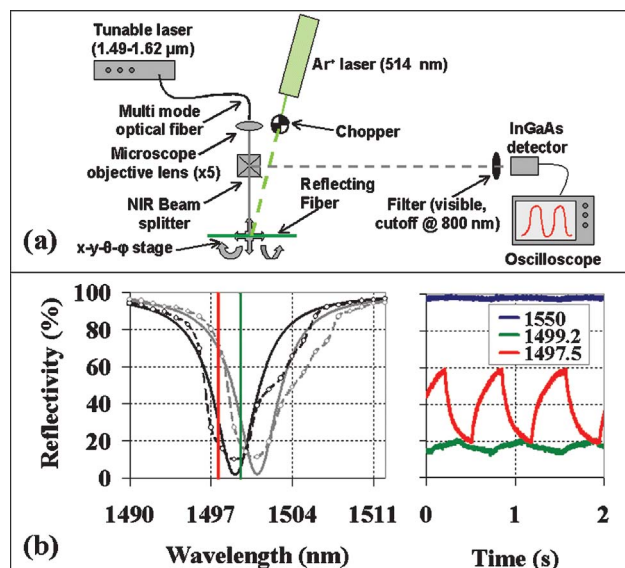 (a)
Tunable laser
(1.49-1.62 µm)
Ar⁺ laser (514 nm)
Multi mode
optical fiber
Chopper
InGaAs
detector
Microscope
objective lens (x5)
Reflecting
Fiber
NIR Beam
splitter
Filter (visible,
cutoff @ 800 nm)
x-y-θ-φ stage
Oscilloscope
(b)
Reflectivity (%)
100
80
60
40
20
0
1490
1497
1504
1511
Wavelength (nm)
1550
1499.2
1497.5
0
1
2
Time (s)